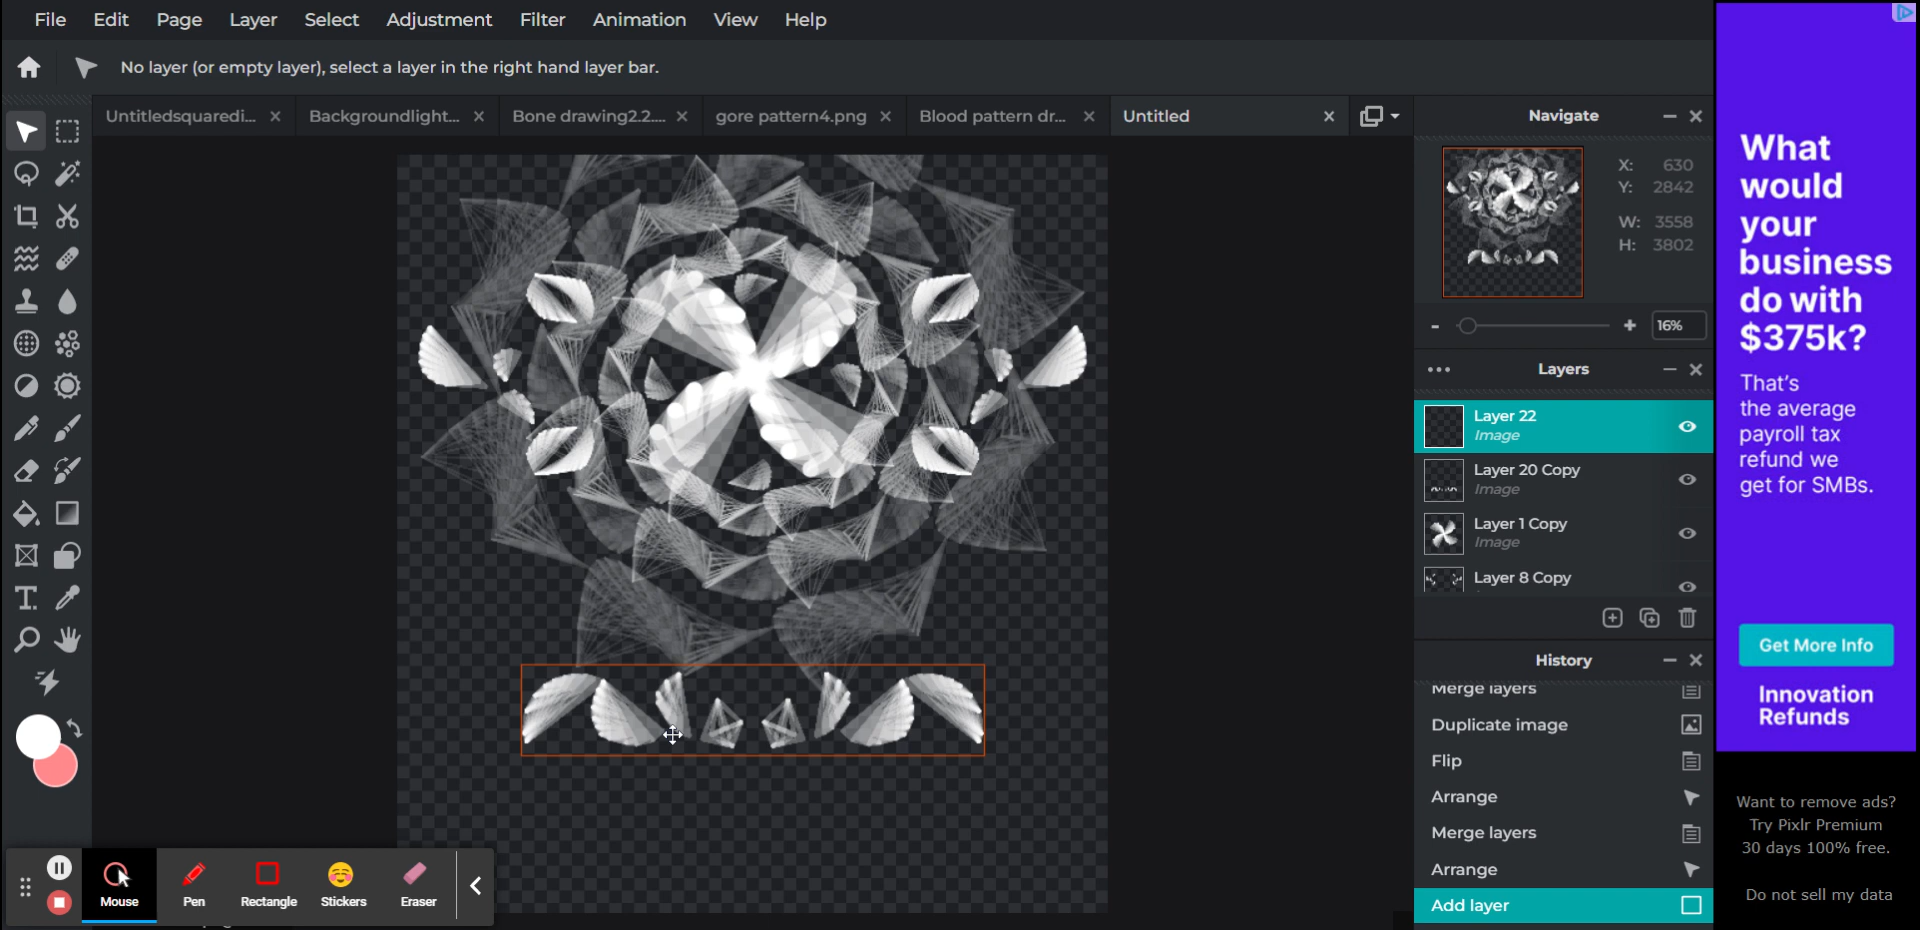 File Edit Page Layer Select Adjustment Filter Animation View Help
No layer (or empty layer), select a layer in the right hand layer bar.
Untitledsquaredi... Backgroundlight... Bone drawing2.2.... gore pattern4.png Blood pattern dr... Untitled
Navigate
X: 630
Y: 2842
W: 3558
H: 3802
16%
Layers
Layer 22
Image
Layer 20 Copy
Image
Layer 1 Copy
Image
Layer 8 Copy
History
Merge layers
Duplicate image
Flip
Arrange
Merge layers
Arrange
Add layer
Mouse Pen Rectangle Stickers Eraser
What
would
your
business
do with
$375k?
That's
the average
payroll tax
refund we
get for SMBs.
Get More Info
Innovation
Refunds
Want to remove ads?
Try Pixlr Premium
30 days 100% free.
Do not sell my data